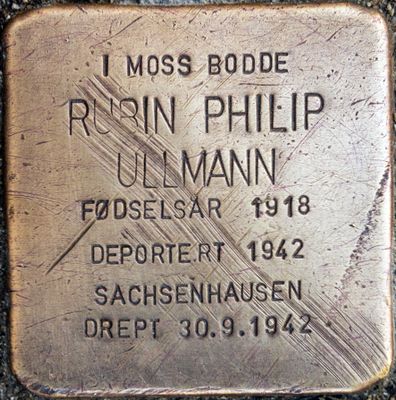 I MOSS BODDE
RUBIN PHILIP
ULLMANN
FØDSELSÅR 1918
DEPORTERT 1942
SACHSENHAUSEN
DREPT 30.9.1942